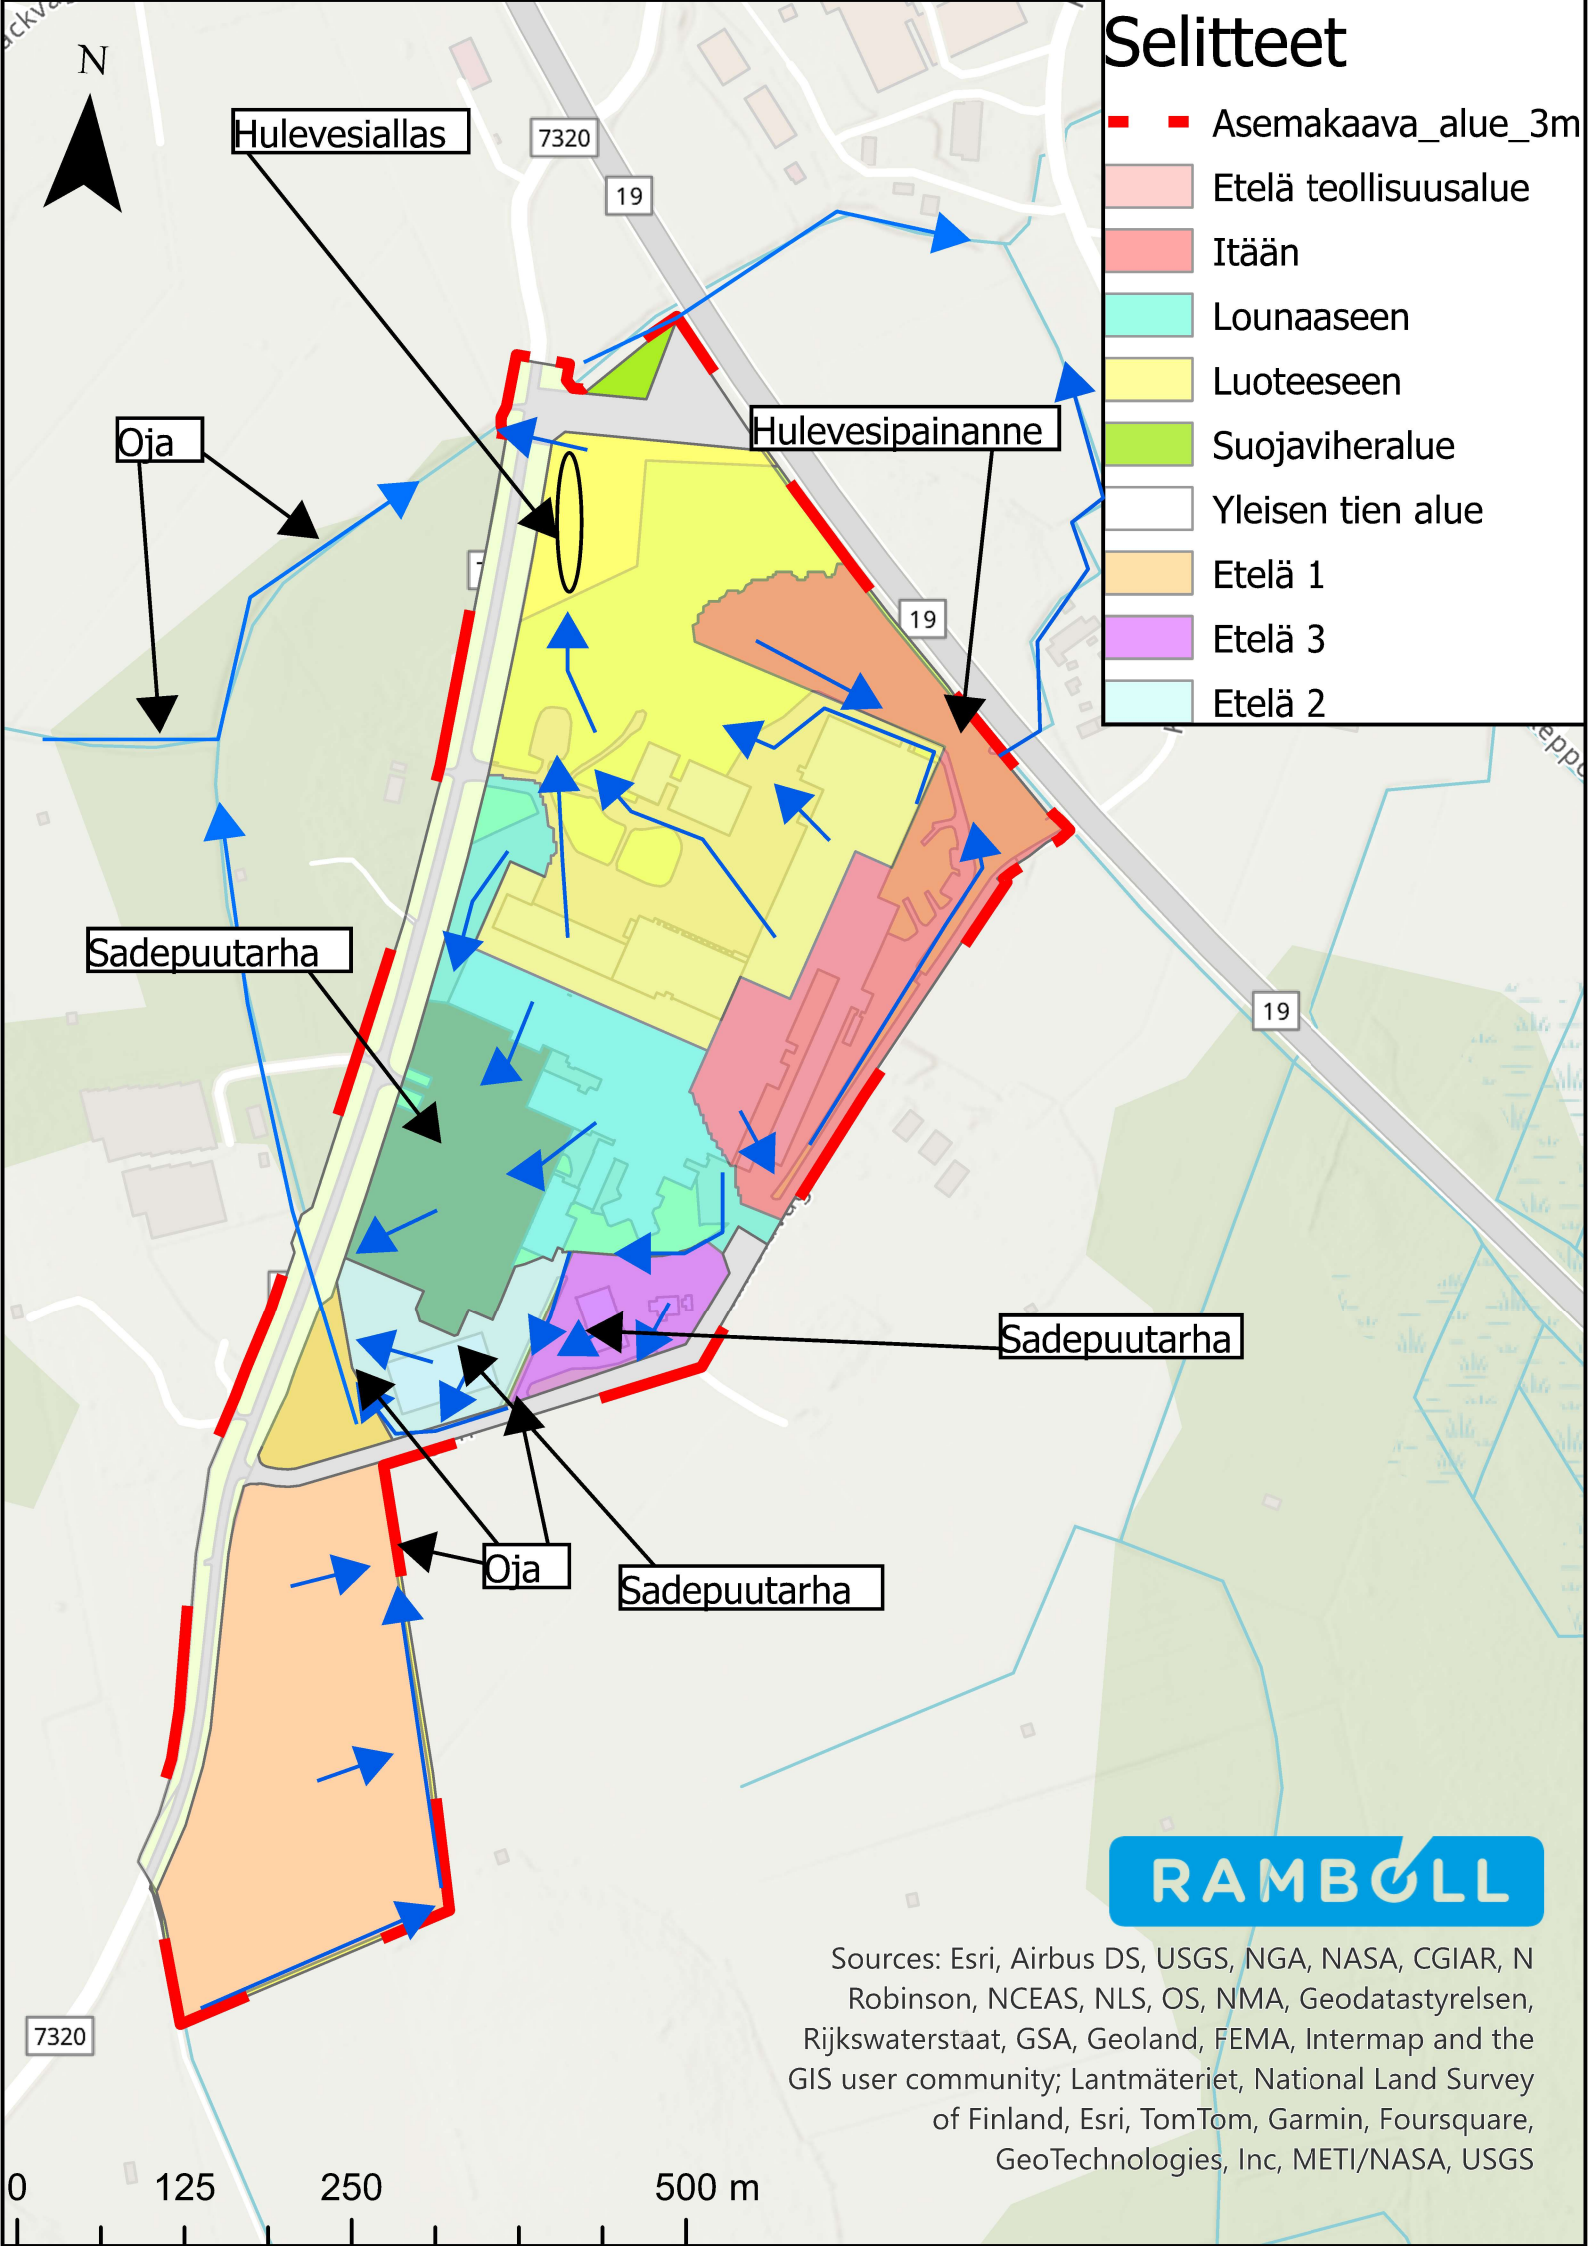 Selitteet
Asemakaava_alue_3m
Etelä teollisuusalue
Itään
Lounaaseen
Luoteeseen
Suojaviheralue
Yleisen tien alue
Etelä 1
Etelä 3
Etelä 2
N
Hulevesiallas
7320
19
Oja
Hulevesipainanne
19
Sadepuutarha
19
Sadepuutarha
Oja
Sadepuutarha
RAMBOLL
Sources: Esri, Airbus DS, USGS, NGA, NASA, CGIAR, N
Robinson, NCEAS, NLS, OS, NMA, Geodatastyrelsen,
Rijkswaterstaat, GSA, Geoland, FEMA, Intermap and the
GIS user community; Lantmäteriet, National Land Survey
of Finland, Esri, TomTom, Garmin, Foursquare,
GeoTechnologies, Inc, METI/NASA, USGS
7320
0 125 250 500 m